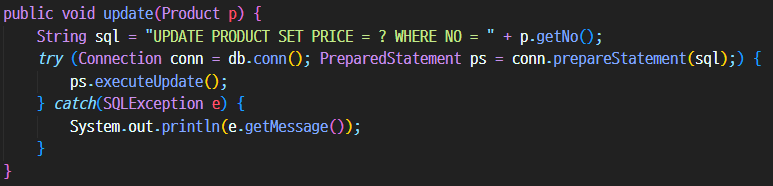 public void update(Product p) {
    String sql = "UPDATE PRODUCT SET PRICE = ? WHERE NO = " + p.getNo();
    try (Connection conn = db.conn(); PreparedStatement ps = conn.prepareStatement(sql);) {
        ps.executeUpdate();
    } catch(SQLException e) {
        System.out.println(e.getMessage());
    }
}